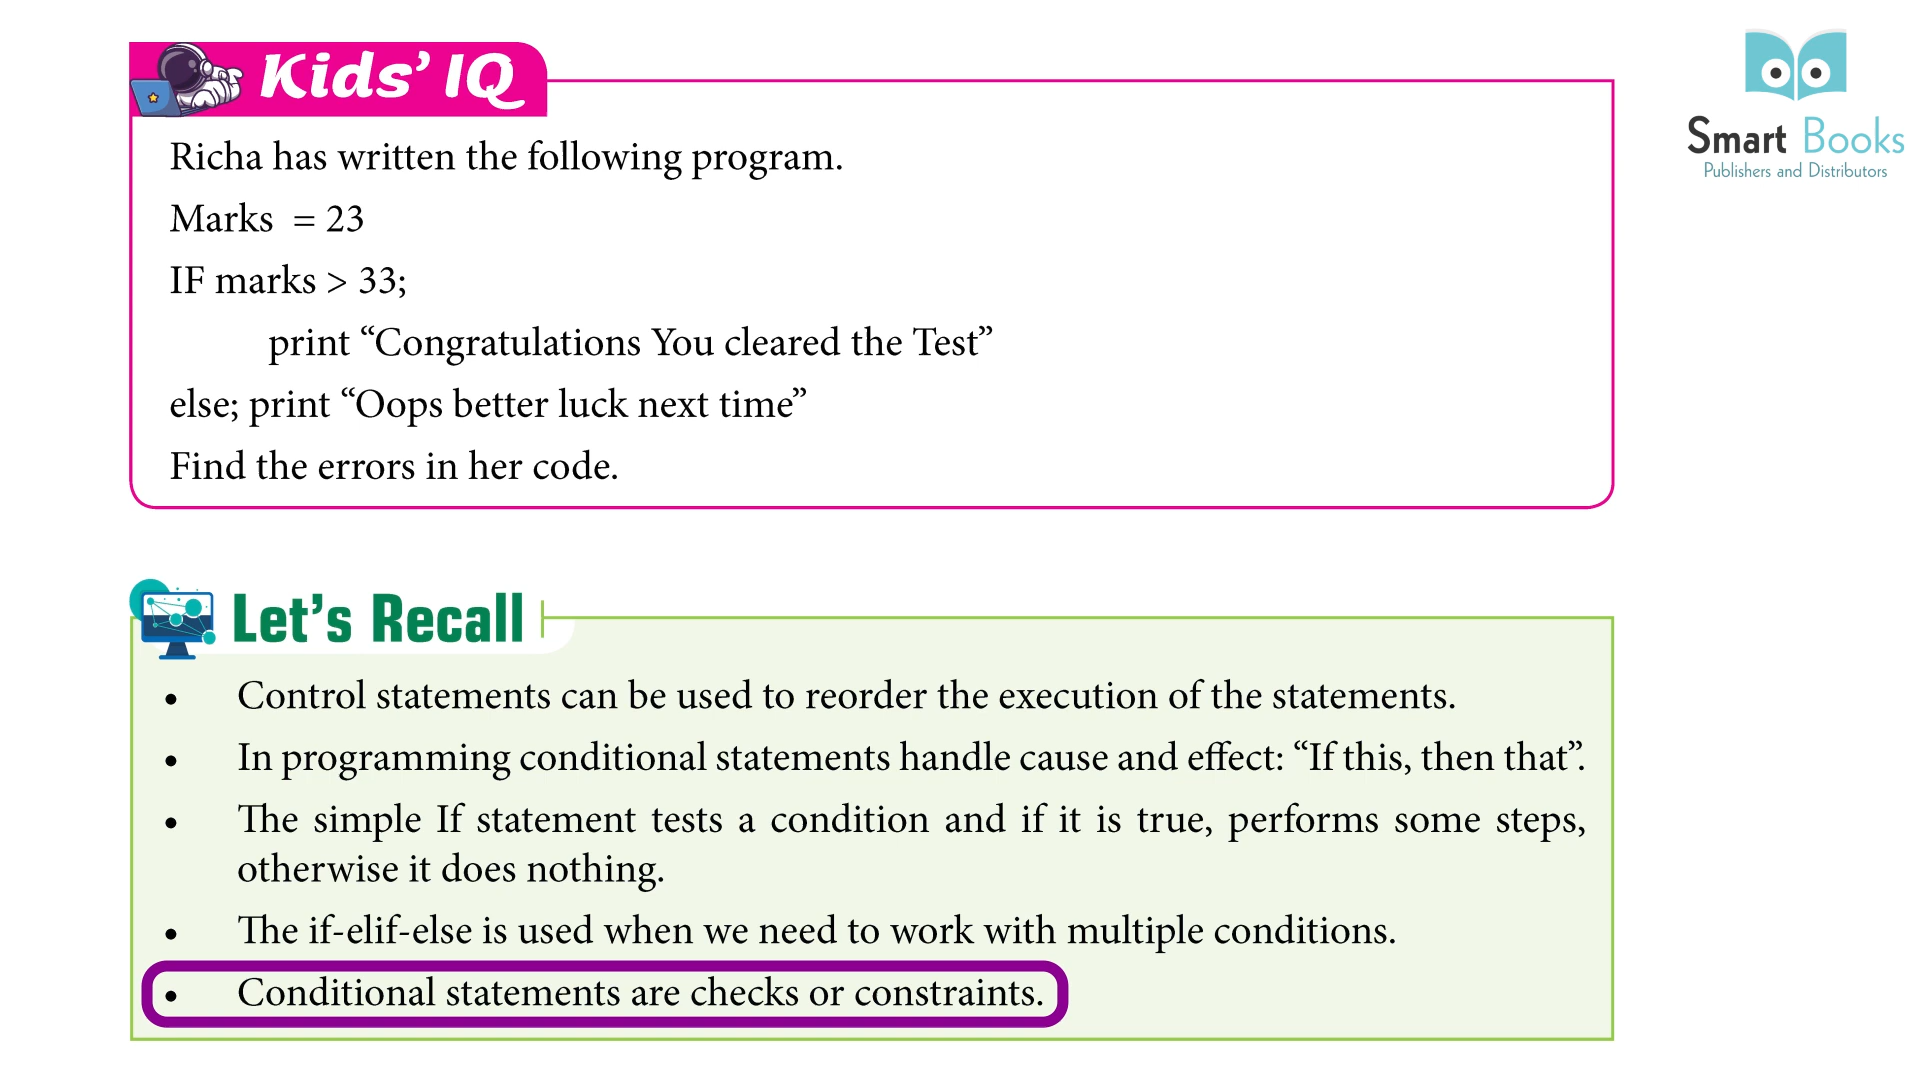 Kids’ IQ
Smart Books
Publishers and Distributors
Richa has written the following program.
Marks = 23
IF marks > 33;
print “Congratulations You cleared the Test”
else; print “Oops better luck next time”
Find the errors in her code.
Let’s Recall
• Control statements can be used to reorder the execution of the statements.
• In programming conditional statements handle cause and effect: “If this, then that”.
• The simple If statement tests a condition and if it is true, performs some steps,
otherwise it does nothing.
• The if-elif-else is used when we need to work with multiple conditions.
• Conditional statements are checks or constraints.